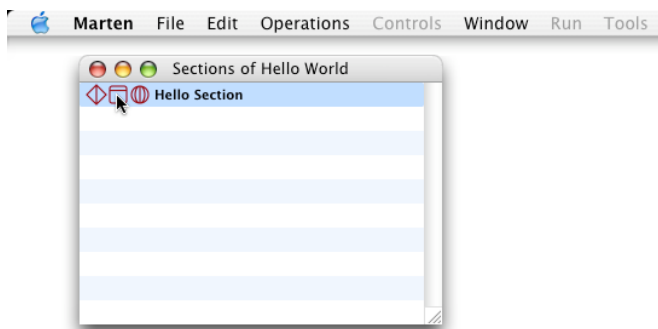 Marten File Edit Operations Controls Window Run Tools
Sections of Hello World
Hello Section